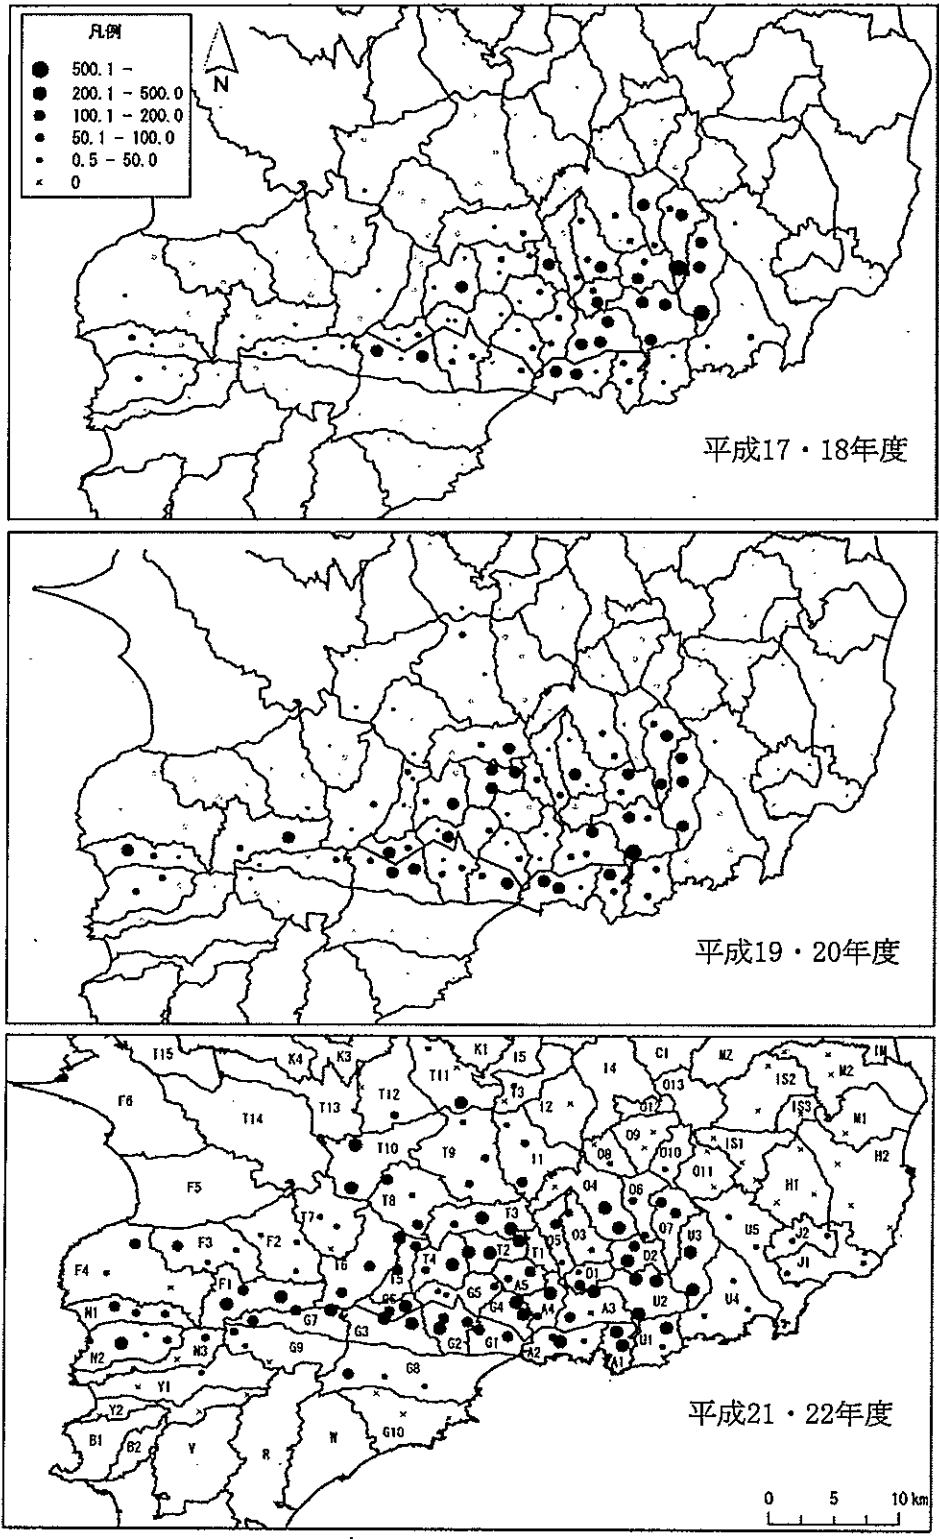 凡例
500.1 -
200.1 - 500.0
100.1 - 200.0
50.1 - 100.0
0.5 - 50.0
× 0
N
平成17・18年度
平成19・20年度
T15 K4 K3 K1 I5 I4 C1 M2
T11 IS2 M2
F6 T14 T13 T12 T3 I2 O13 O12 IS3 M1
T10 T9 I1 O8 O9 O10 IS1 O11 H1 H2
F5 T8 O4 O6
T7 T3 O5 O3 O7 U3 U5 J2
F4 F3 F2 T6 T5 T4 T2 T1 O2 J1
F1 G6 G5 A5 O1 U4
N1 G7 G3 G4 A4 A3 U2
N2 N3 G9 G2 G1 A2 A1 U1
Y1 G8
Y2 G10
B1 B2 V R W
平成21・22年度
0 5 10 km